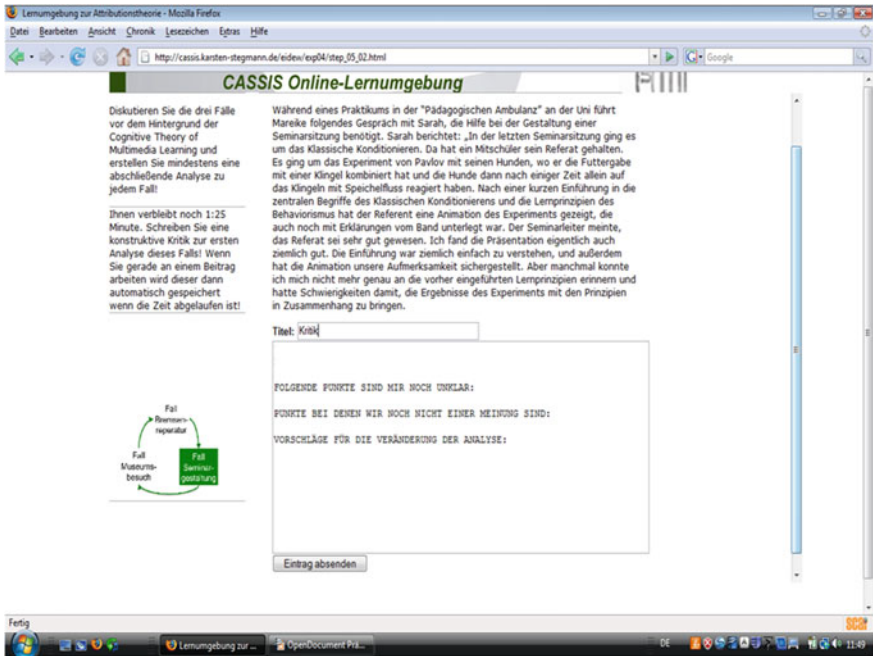 Lernumgebung zur Attributionstheorie - Mozilla Firefox
Datei Bearbeiten Ansicht Chronik Lesezeichen Extras Hilfe
http://cassis.karsten-stegmann.de/eidew/exp04/step_05_02.html
Google
CASSIS Online-Lernumgebung
Diskutieren Sie die drei Fälle
vor dem Hintergrund der
Cognitive Theory of
Multimedia Learning und
erstellen Sie mindestens eine
abschließende Analyse zu
jedem Fall!
Ihnen verbleibt noch 1:25
Minute. Schreiben Sie eine
konstruktive Kritik zur ersten
Analyse dieses Falls! Wenn
Sie gerade an einem Beitrag
arbeiten wird dieser dann
automatisch gespeichert
wenn die Zeit abgelaufen ist!
Fall
Bremsen-
reperatur
Fall
Museums-
besuch
Fall
Seminar-
gestaltung
Während eines Praktikums in der "Pädagogischen Ambulanz" an der Uni führt
Mareike folgendes Gespräch mit Sarah, die Hilfe bei der Gestaltung einer
Seminarsitzung benötigt. Sarah berichtet: „In der letzten Seminarsitzung ging es
um das Klassische Konditionieren. Da hat ein Mitschüler sein Referat gehalten.
Es ging um das Experiment von Pavlov mit seinen Hunden, wo er die Futtergabe
mit einer Klingel kombiniert hat und die Hunde dann nach einiger Zeit allein auf
das Klingeln mit Speichelfluss reagiert haben. Nach einer kurzen Einführung in die
zentralen Begriffe des Klassischen Konditionierens und die Lernprinzipien des
Behaviorismus hat der Referent eine Animation des Experiments gezeigt, die
auch noch mit Erklärungen vom Band unterlegt war. Der Seminarleiter meinte,
das Referat sei sehr gut gewesen. Ich fand die Präsentation eigentlich auch
ziemlich gut. Die Einführung war ziemlich einfach zu verstehen, und außerdem
hat die Animation unsere Aufmerksamkeit sichergestellt. Aber manchmal konnte
ich mich nicht mehr genau an die vorher eingeführten Lernprinzipien erinnern und
hatte Schwierigkeiten damit, die Ergebnisse des Experiments mit den Prinzipien
in Zusammenhang zu bringen.
Titel: Kritik
FOLGENDE PUNKTE SIND MIR NOCH UNKLAR:
PUNKTE BEI DENEN WIR NOCH NICHT EINER MEINUNG SIND:
VORSCHLÄGE FÜR DIE VERÄNDERUNG DER ANALYSE:
Eintrag absenden
Fertig
Lernumgebung zur ...
OpenDocument Prä...
DE
11:49